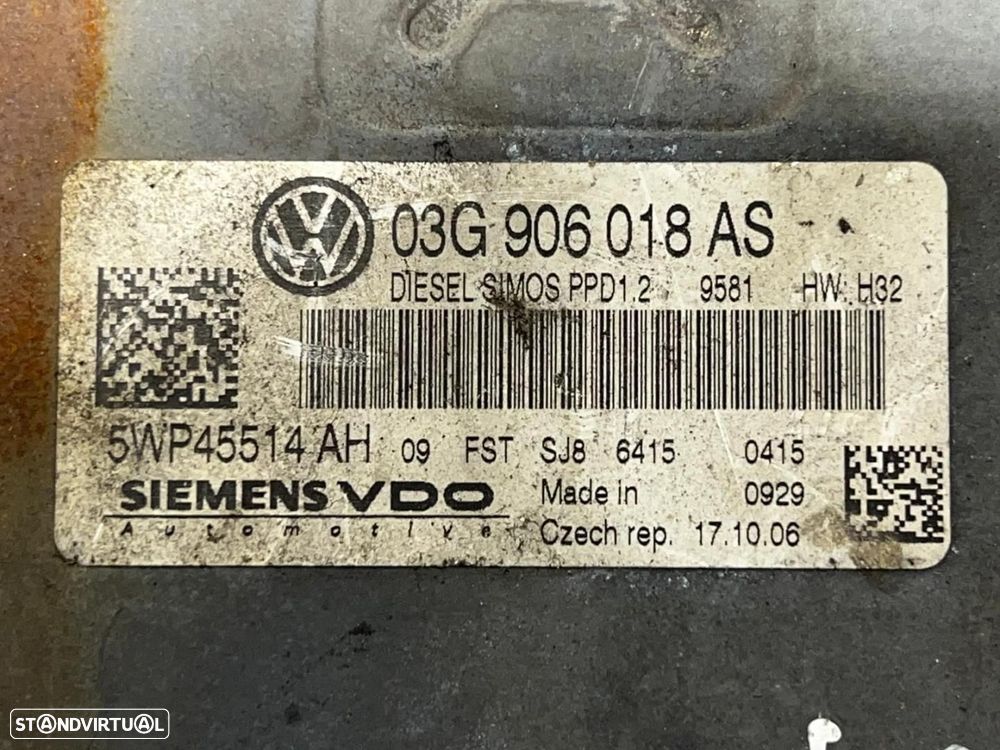 03G 906 018 AS
DIESEL SIMOS PPD1.2 9581 HW: H32
5WP45514 AH 09 FST SJ8 6415 0415
SIEMENS VDO Made in 0929
Automotive Czech rep. 17.10.06
STANDVIRTUAL